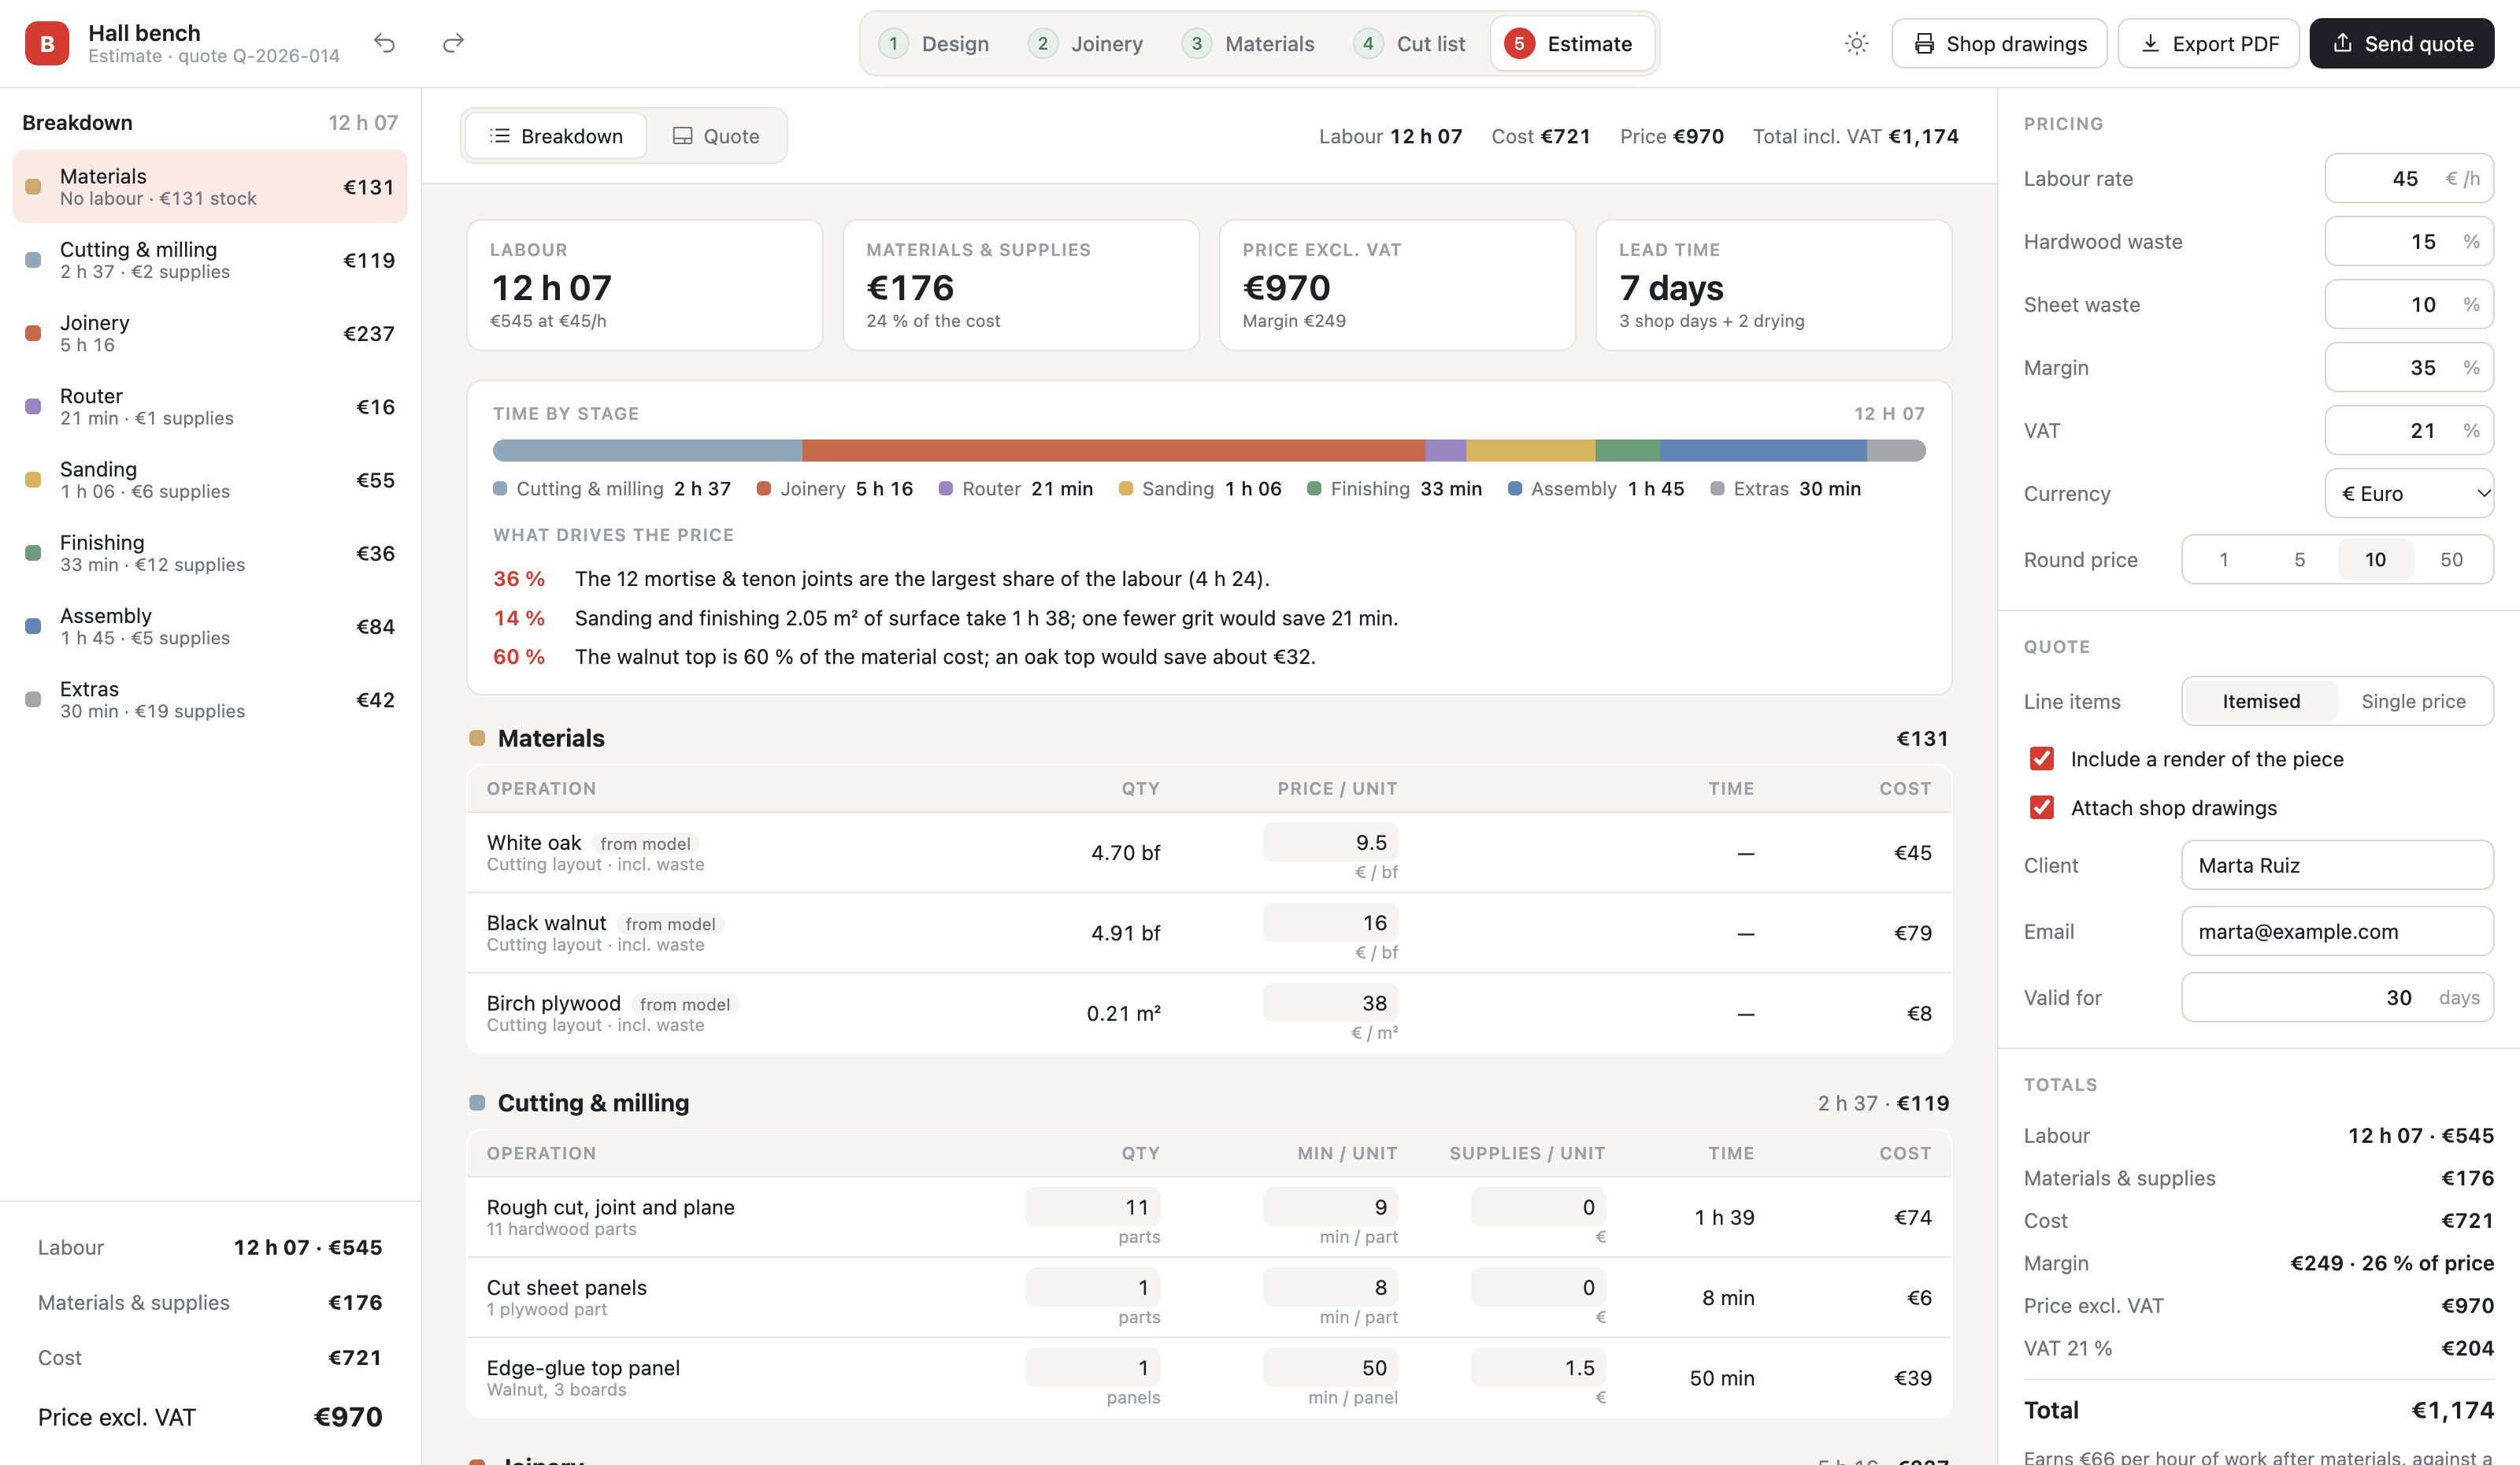 B
Hall bench
Estimate · quote Q-2026-014
1 Design
2 Joinery
3 Materials
4 Cut list
5 Estimate
Shop drawings
Export PDF
Send quote
Breakdown 12 h 07
Materials €131
No labour · €131 stock
Cutting & milling €119
2 h 37 · €2 supplies
Joinery €237
5 h 16
Router €16
21 min · €1 supplies
Sanding €55
1 h 06 · €6 supplies
Finishing €36
33 min · €12 supplies
Assembly €84
1 h 45 · €5 supplies
Extras €42
30 min · €19 supplies
Labour 12 h 07 · €545
Materials & supplies €176
Cost €721
Price excl. VAT €970
Breakdown Quote
Labour 12 h 07 Cost €721 Price €970 Total incl. VAT €1,174
LABOUR
12 h 07
€545 at €45/h
MATERIALS & SUPPLIES
€176
24 % of the cost
PRICE EXCL. VAT
€970
Margin €249
LEAD TIME
7 days
3 shop days + 2 drying
TIME BY STAGE 12 H 07
Cutting & milling 2 h 37 Joinery 5 h 16 Router 21 min Sanding 1 h 06 Finishing 33 min Assembly 1 h 45 Extras 30 min
WHAT DRIVES THE PRICE
36 % The 12 mortise & tenon joints are the largest share of the labour (4 h 24).
14 % Sanding and finishing 2.05 m² of surface take 1 h 38; one fewer grit would save 21 min.
60 % The walnut top is 60 % of the material cost; an oak top would save about €32.
Materials €131
OPERATION QTY PRICE / UNIT TIME COST
White oak from model 4.70 bf 9.5 — €45
Cutting layout · incl. waste € / bf
Black walnut from model 4.91 bf 16 — €79
Cutting layout · incl. waste € / bf
Birch plywood from model 0.21 m² 38 — €8
Cutting layout · incl. waste € / m²
Cutting & milling 2 h 37 · €119
OPERATION QTY MIN / UNIT SUPPLIES / UNIT TIME COST
Rough cut, joint and plane 11 9 0 1 h 39 €74
11 hardwood parts parts min / part €
Cut sheet panels 1 8 0 8 min €6
1 plywood part parts min / part €
Edge-glue top panel 1 50 1.5 50 min €39
Walnut, 3 boards panels min / panel €
Joinery 5 h 16 · €237
PRICING
Labour rate 45 € /h
Hardwood waste 15 %
Sheet waste 10 %
Margin 35 %
VAT 21 %
Currency € Euro
Round price 1 5 10 50
QUOTE
Line items Itemised Single price
Include a render of the piece
Attach shop drawings
Client Marta Ruiz
Email marta@example.com
Valid for 30 days
TOTALS
Labour 12 h 07 · €545
Materials & supplies €176
Cost €721
Margin €249 · 26 % of price
Price excl. VAT €970
VAT 21 % €204
Total €1,174
Earns €66 per hour of work after materials, against a